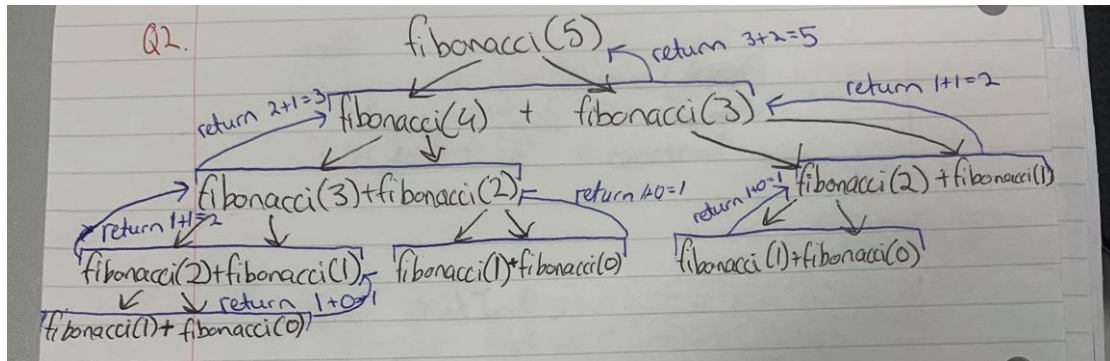 Q2.
fibonacci(5)
return 3+2=5
return 2+1=3
fibonacci(4) + fibonacci(3)
return 1+1=2
fibonacci(3)+fibonacci(2)
return 1+0=1
return 1+0=1
fibonacci(2) + fibonacci(1)
return 1+1=2
fibonacci(2)+fibonacci(1)
fibonacci(1)+fibonacci(0)
fibonacci(1)+fibonacci(0)
return 1+0=1
fibonacci(1)+ fibonacci(0)